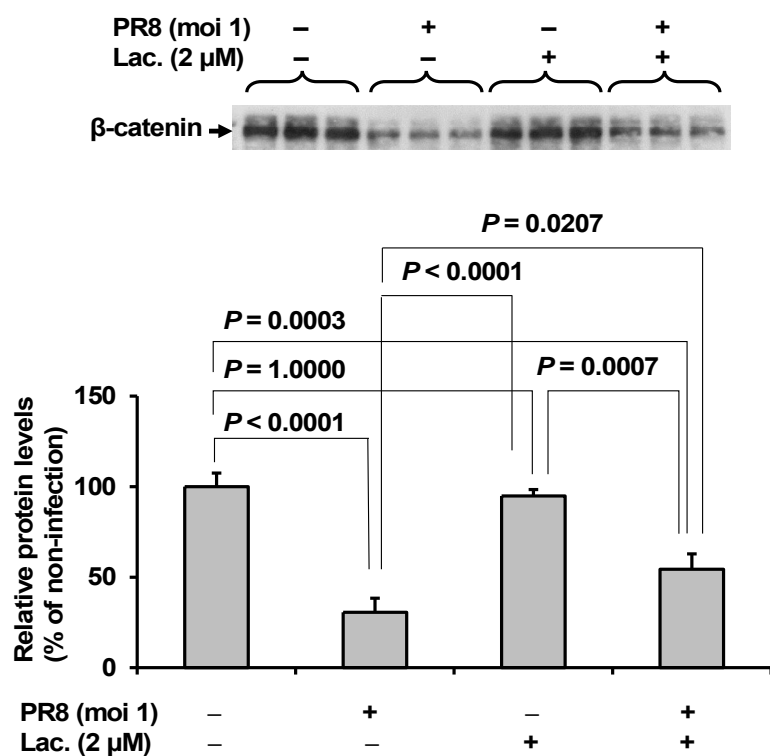 PR8 (moi 1) – + – +
Lac. (2 µM) – – + +
β-catenin
P = 0.0207
P < 0.0001
P = 0.0003
P = 1.0000
P = 0.0007
P < 0.0001
Relative protein levels
(% of non-infection)
150
100
50
0
PR8 (moi 1) – + – +
Lac. (2 µM) – – + +